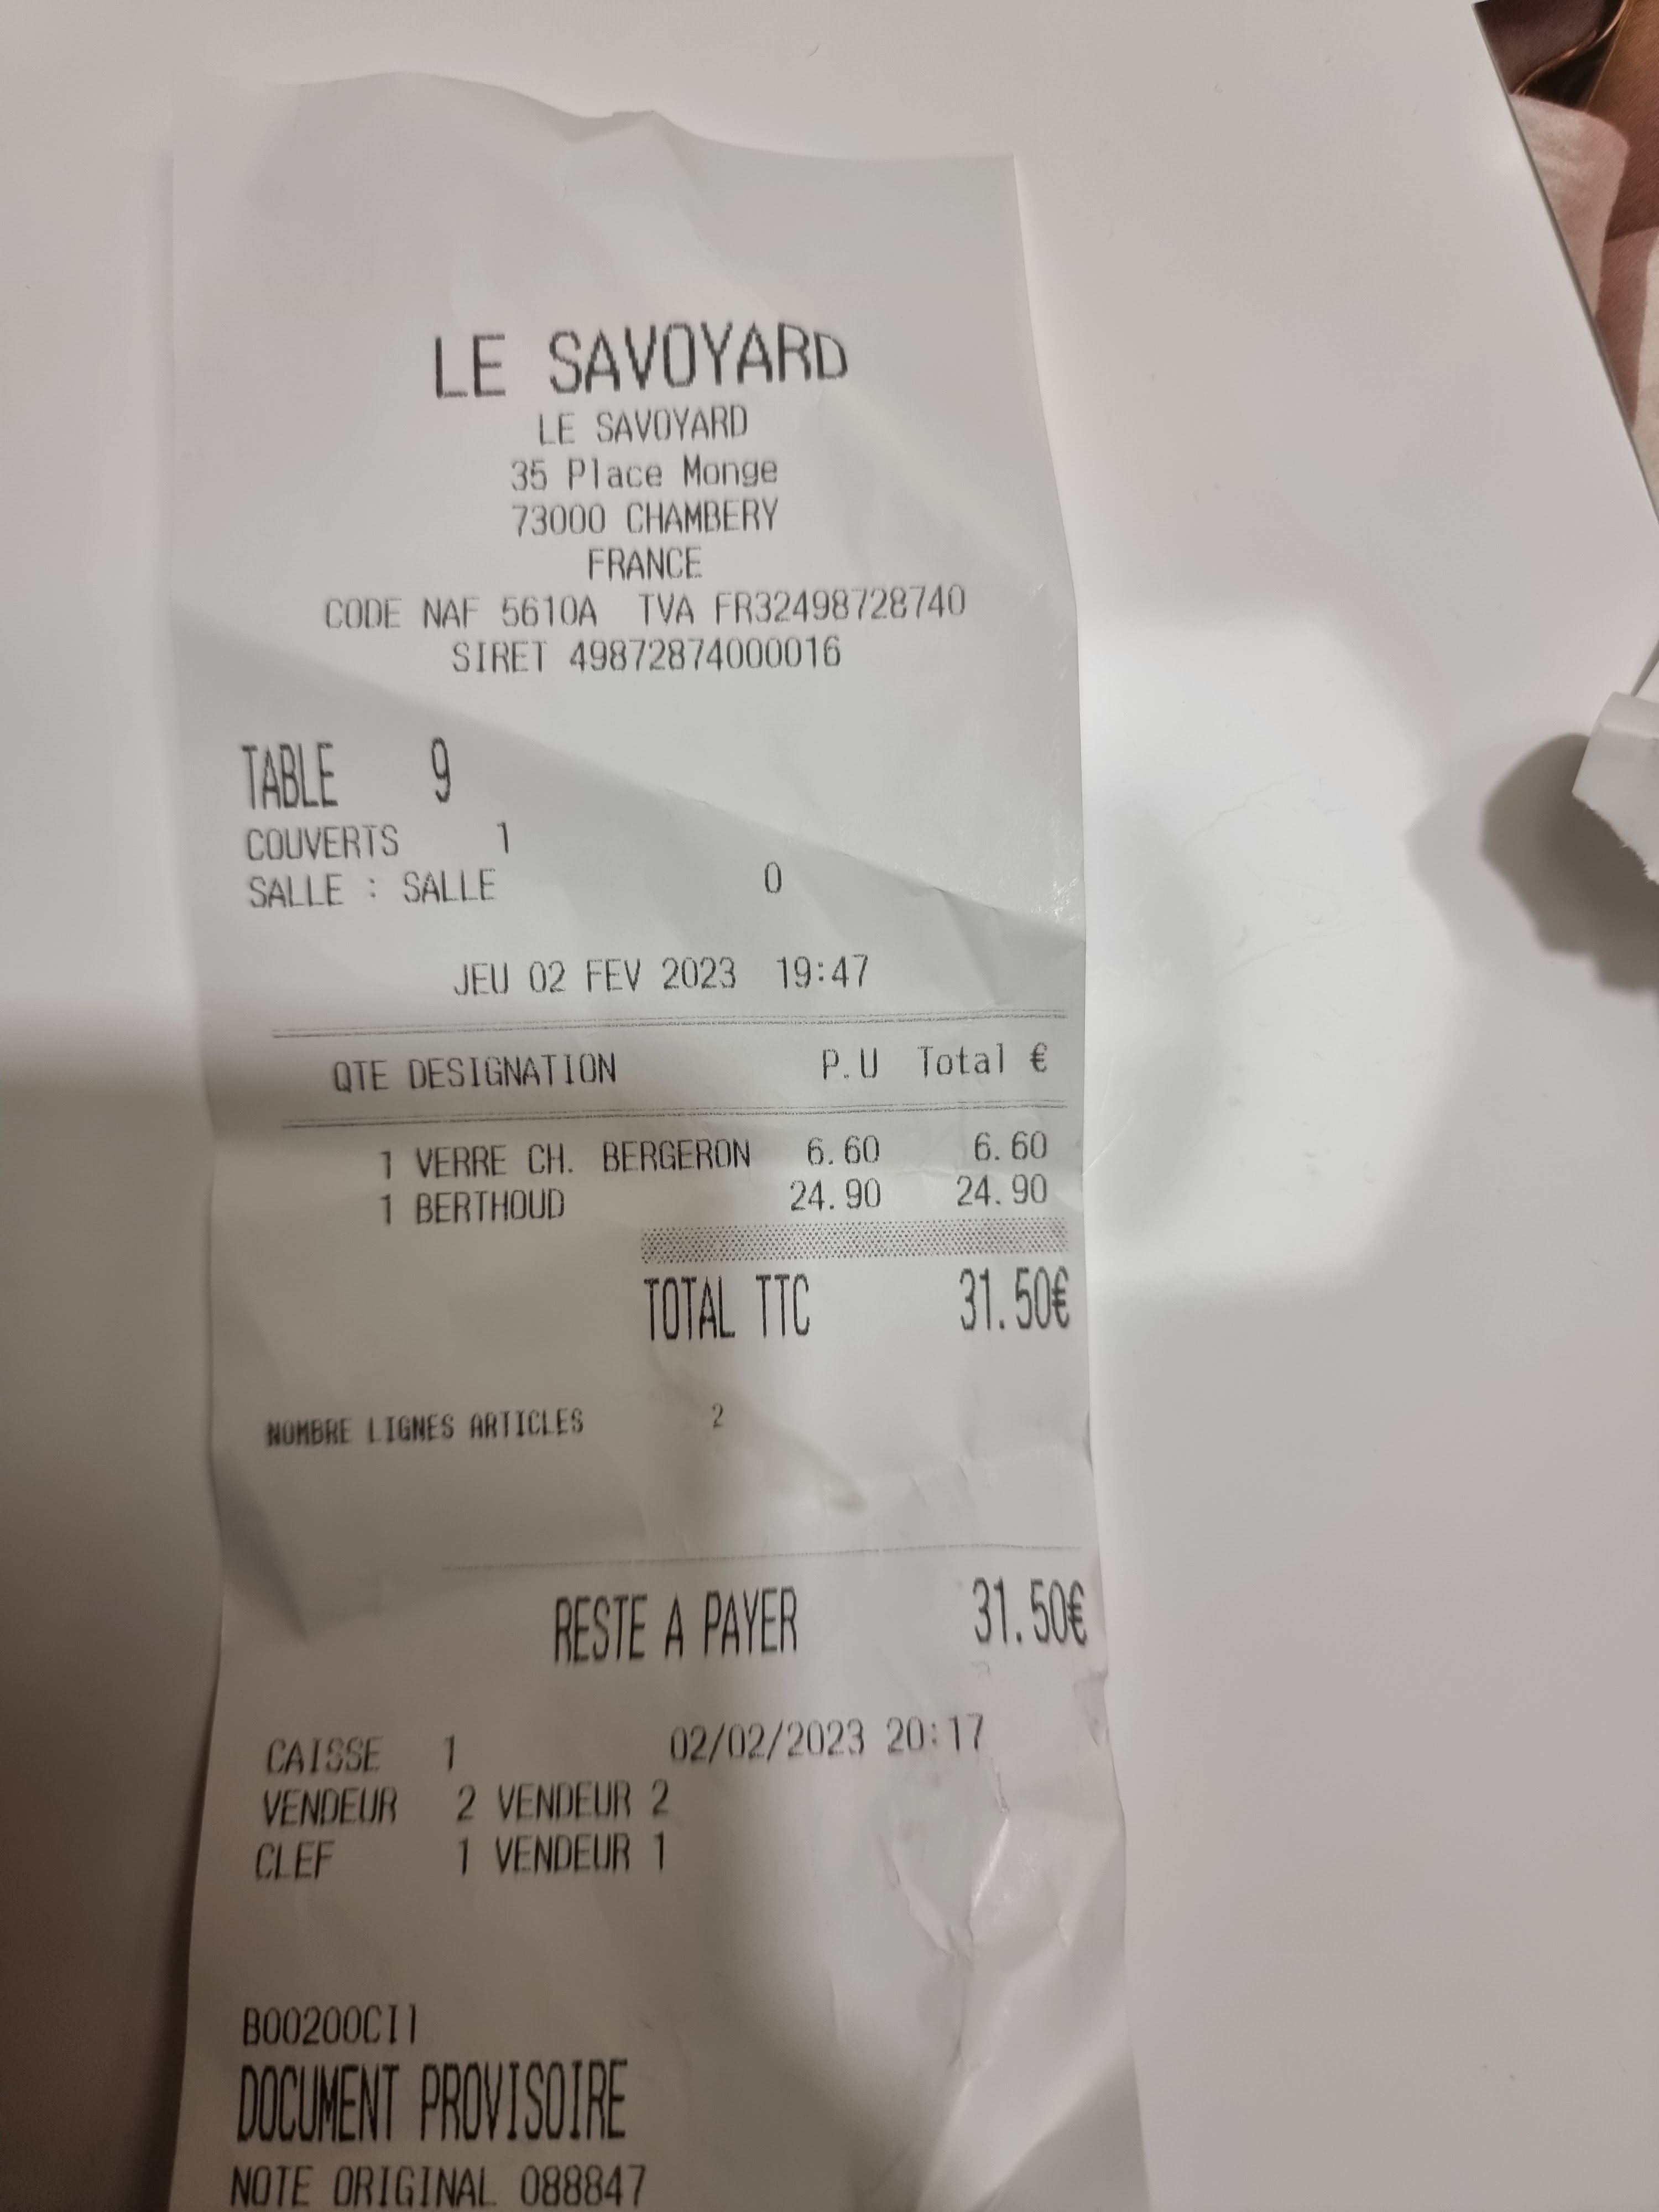 LE SAVOYARD
LE SAVOYARD
35 Place Monge
73000 CHAMBERY
FRANCE
CODE NAF 5610A TVA FR32498728740
SIRET 49872874000016
TABLE 9
COUVERTS 1
SALLE : SALLE 0
JEU 02 FEV 2023 19:47
QTE DESIGNATION P.U Total €
1 VERRE CH. BERGERON 6.60 6.60
1 BERTHOUD 24.90 24.90
TOTAL TTC 31.50€
NOMBRE LIGNES ARTICLES 2
RESTE A PAYER 31.50€
CAISSE 1 02/02/2023 20:17
VENDEUR 2 VENDEUR 2
CLEF 1 VENDEUR 1
B00200CI1
DOCUMENT PROVISOIRE
NOTE ORIGINAL 088847